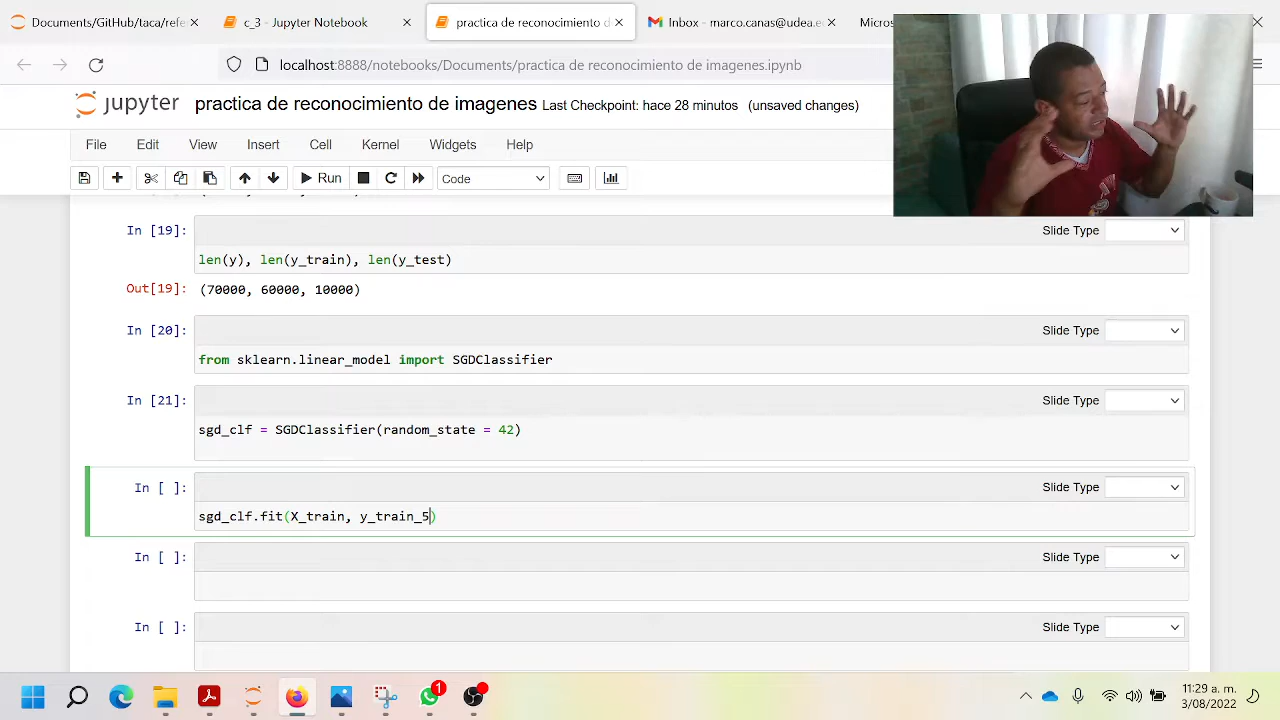 Documents/GitHub/taca/refe
c_3 - Jupyter Notebook
practica de reconocimiento d
Inbox - marco.canas@udea.e
Micros
localhost:8888/notebooks/Documents/practica de reconocimiento de imagenes.ipynb
jupyter practica de reconocimiento de imagenes Last Checkpoint: hace 28 minutos (unsaved changes)
File Edit View Insert Cell Kernel Widgets Help
Run Code
In [19]: Slide Type
len(y), len(y_train), len(y_test)
Out[19]: (70000, 60000, 10000)
In [20]: Slide Type
from sklearn.linear_model import SGDClassifier
In [21]: Slide Type
sgd_clf = SGDClassifier(random_state = 42)
In [ ]: Slide Type
sgd_clf.fit(X_train, y_train_5)
In [ ]: Slide Type
In [ ]: Slide Type
1
11:29 a. m.
3/08/2022